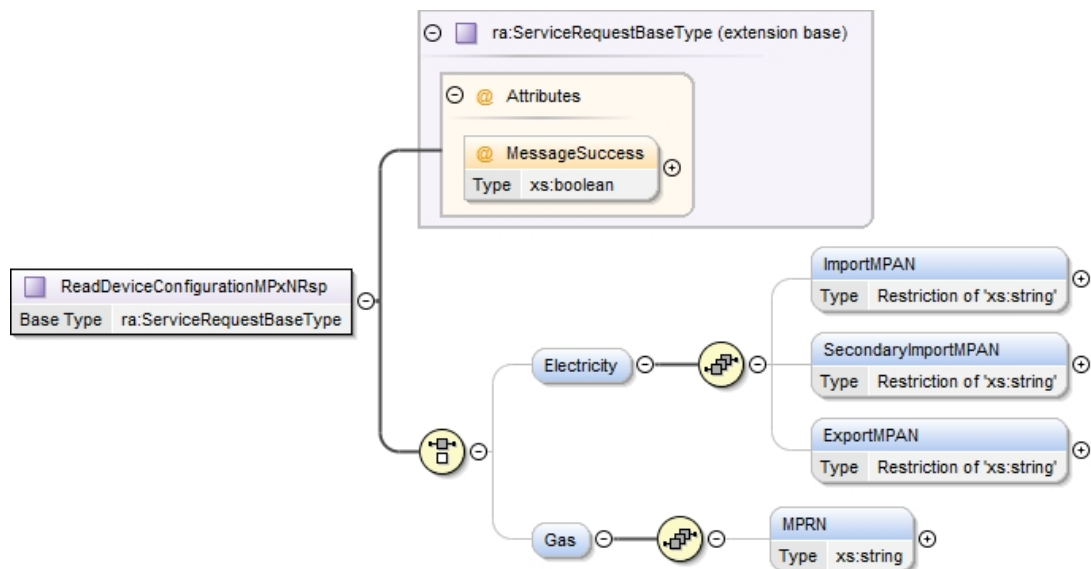 ra:ServiceRequestBaseType (extension base)
@ Attributes
@ MessageSuccess
Type xs:boolean
ReadDeviceConfigurationMPxNRsp
Base Type ra:ServiceRequestBaseType
ImportMPAN
Type Restriction of 'xs:string'
Electricity
SecondaryImportMPAN
Type Restriction of 'xs:string'
ExportMPAN
Type Restriction of 'xs:string'
Gas
MPRN
Type xs:string